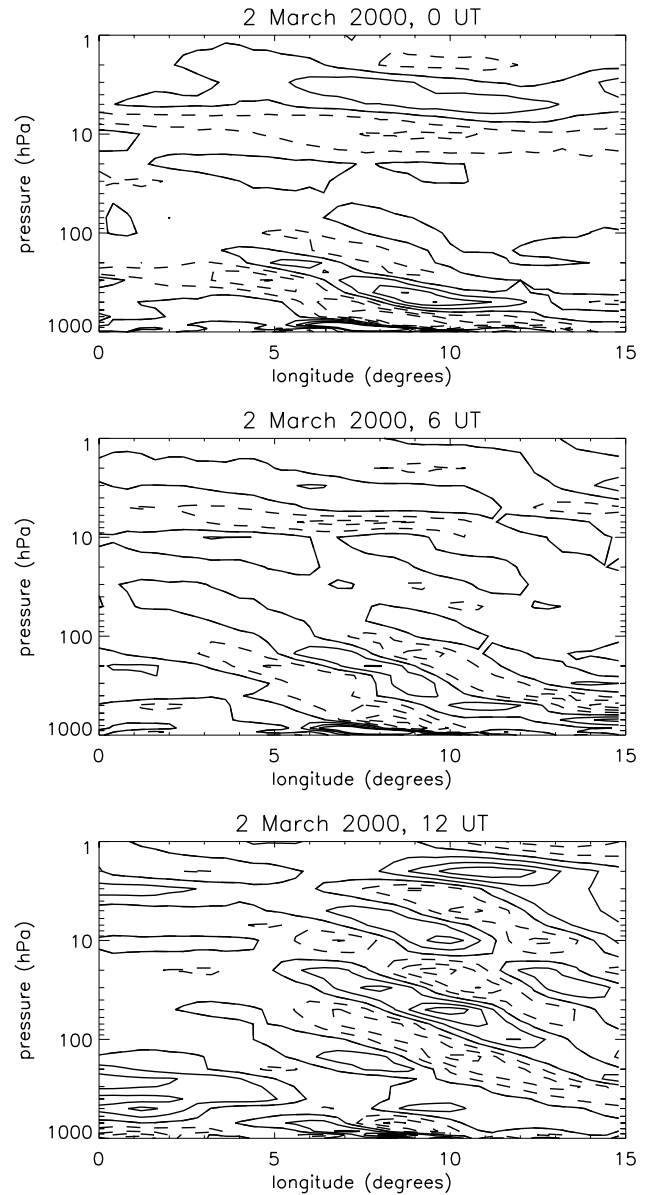 2 March 2000, 0 UT
1
10
100
1000
pressure (hPa)
0 5 10 15
longitude (degrees)
2 March 2000, 6 UT
1
10
100
1000
pressure (hPa)
0 5 10 15
longitude (degrees)
2 March 2000, 12 UT
1
10
100
1000
pressure (hPa)
0 5 10 15
longitude (degrees)